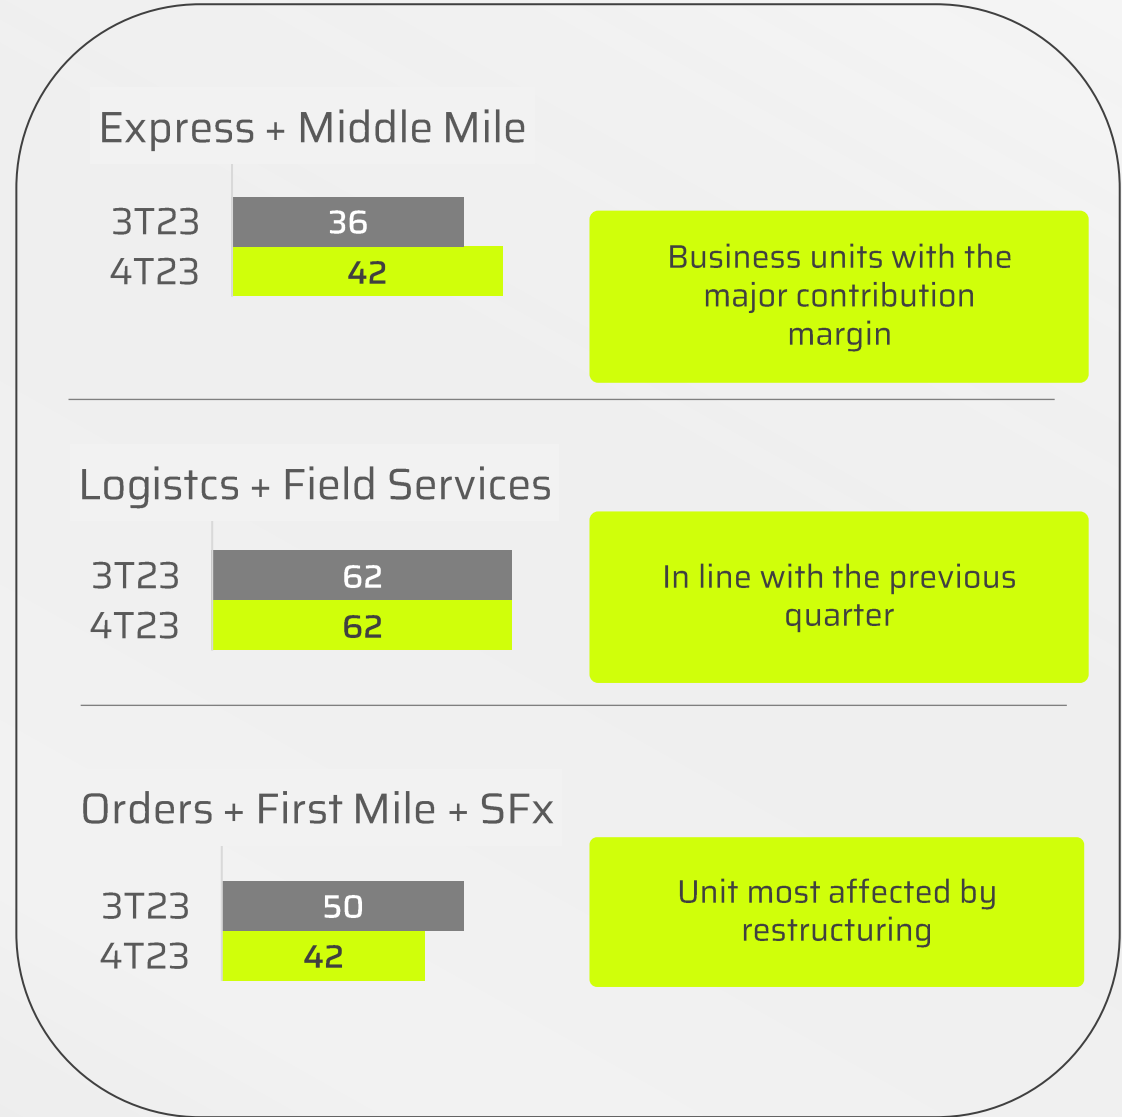 Express + Middle Mile
3T23 36
4T23 42
Business units with the
major contribution
margin
Logistcs + Field Services
3T23 62
4T23 62
In line with the previous
quarter
Orders + First Mile + SFx
3T23 50
4T23 42
Unit most affected by
restructuring